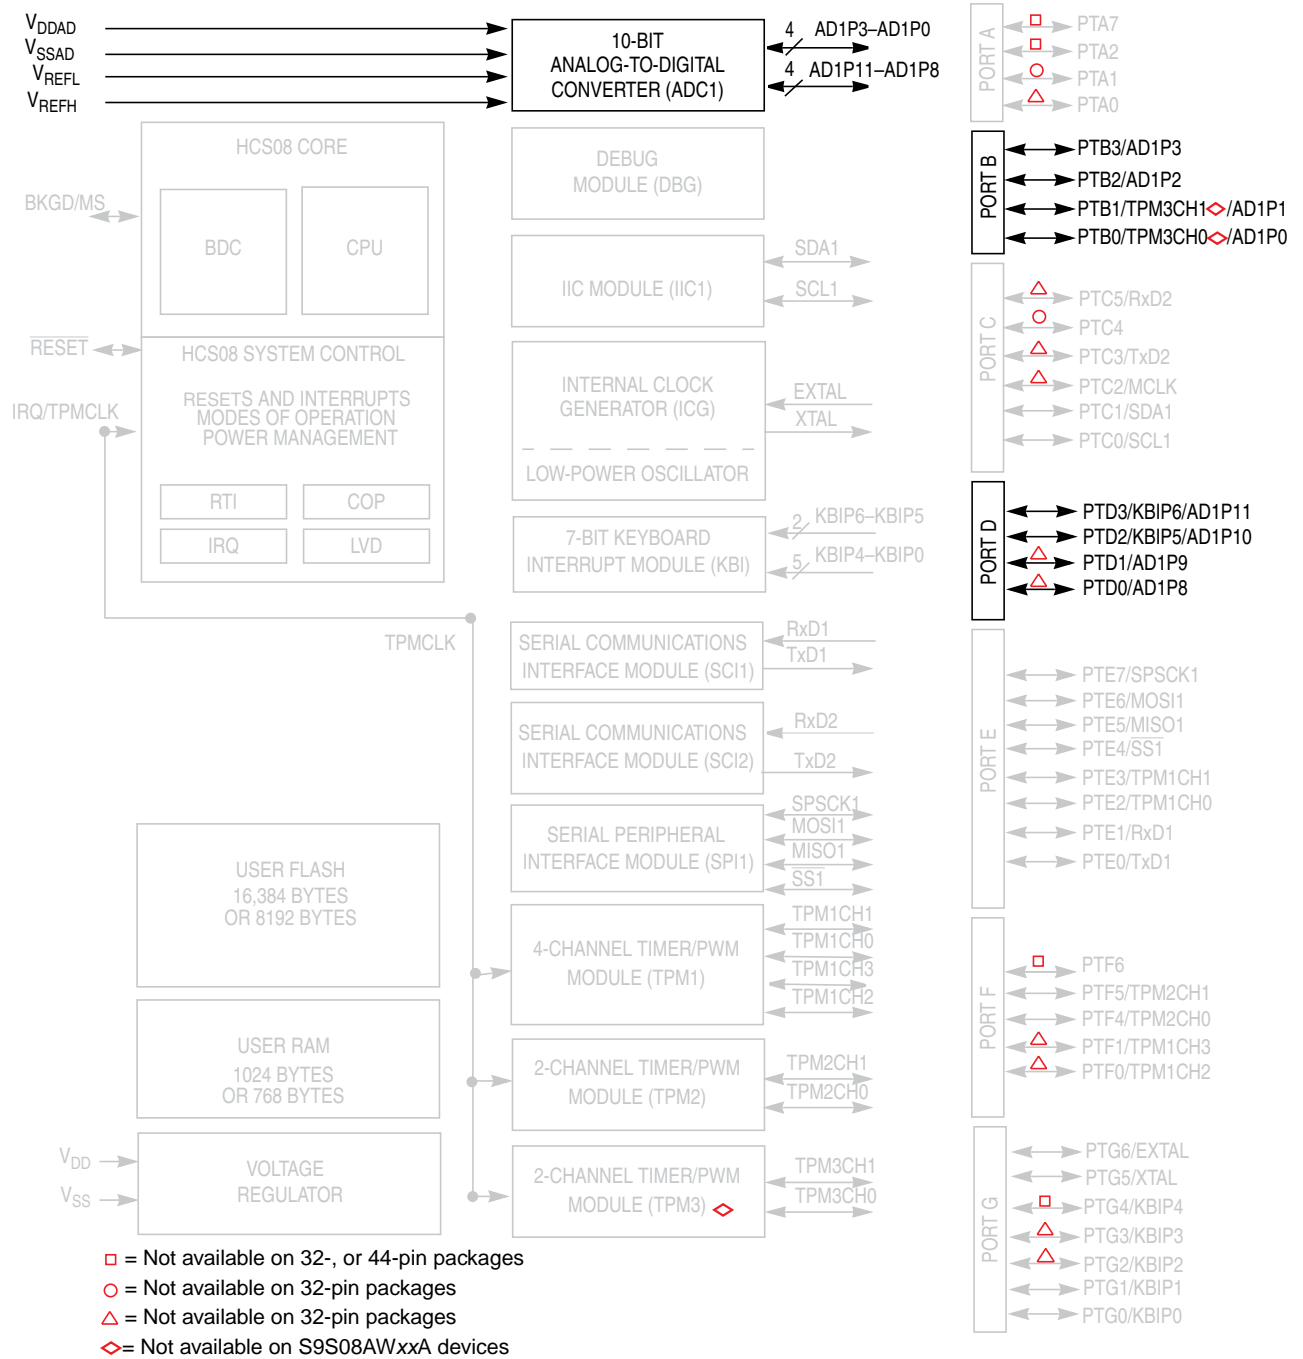 VDDAD
VSSAD
VREFL
VREFH
10-BIT
ANALOG-TO-DIGITAL
CONVERTER (ADC1)
4 AD1P3–AD1P0
4 AD1P11–AD1P8
HCS08 CORE
BDC
CPU
BKGD/MS
RESET
HCS08 SYSTEM CONTROL
RESETS AND INTERRUPTS
MODES OF OPERATION
POWER MANAGEMENT
IRQ/TPMCLK
RTI
COP
IRQ
LVD
TPMCLK
USER FLASH
16,384 BYTES
OR 8192 BYTES
USER RAM
1024 BYTES
OR 768 BYTES
VDD
VSS
VOLTAGE
REGULATOR
DEBUG
MODULE (DBG)
IIC MODULE (IIC1)
SDA1
SCL1
INTERNAL CLOCK
GENERATOR (ICG)
LOW-POWER OSCILLATOR
EXTAL
XTAL
7-BIT KEYBOARD
INTERRUPT MODULE (KBI)
2 KBIP6–KBIP5
5 KBIP4–KBIP0
SERIAL COMMUNICATIONS
INTERFACE MODULE (SCI1)
RxD1
TxD1
SERIAL COMMUNICATIONS
INTERFACE MODULE (SCI2)
RxD2
TxD2
SERIAL PERIPHERAL
INTERFACE MODULE (SPI1)
SPSCK1
MOSI1
MISO1
SS1
4-CHANNEL TIMER/PWM
MODULE (TPM1)
TPM1CH1
TPM1CH0
TPM1CH3
TPM1CH2
2-CHANNEL TIMER/PWM
MODULE (TPM2)
TPM2CH1
TPM2CH0
2-CHANNEL TIMER/PWM
MODULE (TPM3)
TPM3CH1
TPM3CH0
PORT A
PTA7
PTA2
PTA1
PTA0
PORT B
PTB3/AD1P3
PTB2/AD1P2
PTB1/TPM3CH1/AD1P1
PTB0/TPM3CH0/AD1P0
PORT C
PTC5/RxD2
PTC4
PTC3/TxD2
PTC2/MCLK
PTC1/SDA1
PTC0/SCL1
PORT D
PTD3/KBIP6/AD1P11
PTD2/KBIP5/AD1P10
PTD1/AD1P9
PTD0/AD1P8
PORT E
PTE7/SPSCK1
PTE6/MOSI1
PTE5/MISO1
PTE4/SS1
PTE3/TPM1CH1
PTE2/TPM1CH0
PTE1/RxD1
PTE0/TxD1
PORT F
PTF6
PTF5/TPM2CH1
PTF4/TPM2CH0
PTF1/TPM1CH3
PTF0/TPM1CH2
PORT G
PTG6/EXTAL
PTG5/XTAL
PTG4/KBIP4
PTG3/KBIP3
PTG2/KBIP2
PTG1/KBIP1
PTG0/KBIP0
= Not available on 32-, or 44-pin packages
= Not available on 32-pin packages
= Not available on 32-pin packages
= Not available on S9S08AWxxA devices